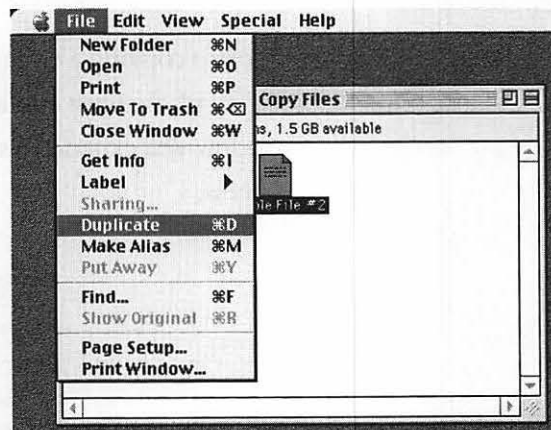 File Edit View Special Help
New Folder ⌘N
Open ⌘O
Print ⌘P
Move To Trash ⌘⌫
Close Window ⌘W
Get Info ⌘I
Label ▶
Sharing...
Duplicate ⌘D
Make Alias ⌘M
Put Away ⌘Y
Find... ⌘F
Show Original ⌘R
Page Setup...
Print Window...
Copy Files
, 1.5 GB available
File #2